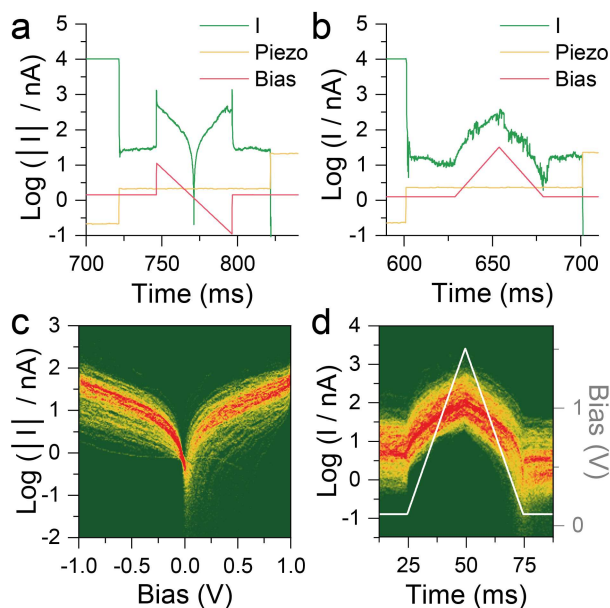 a
I
Piezo
Bias
5
4
3
2
1
0
-1
Log (|I| / nA)
700 750 800
Time (ms)
b
I
Piezo
Bias
5
4
3
2
1
0
-1
Log (I / nA)
600 650 700
Time (ms)
c
3
2
1
0
-1
-2
Log (|I| / nA)
-1.0 -0.5 0.0 0.5 1.0
Bias (V)
d
4
3
2
1
0
-1
Log (I / nA)
1
0
Bias (V)
25 50 75
Time (ms)